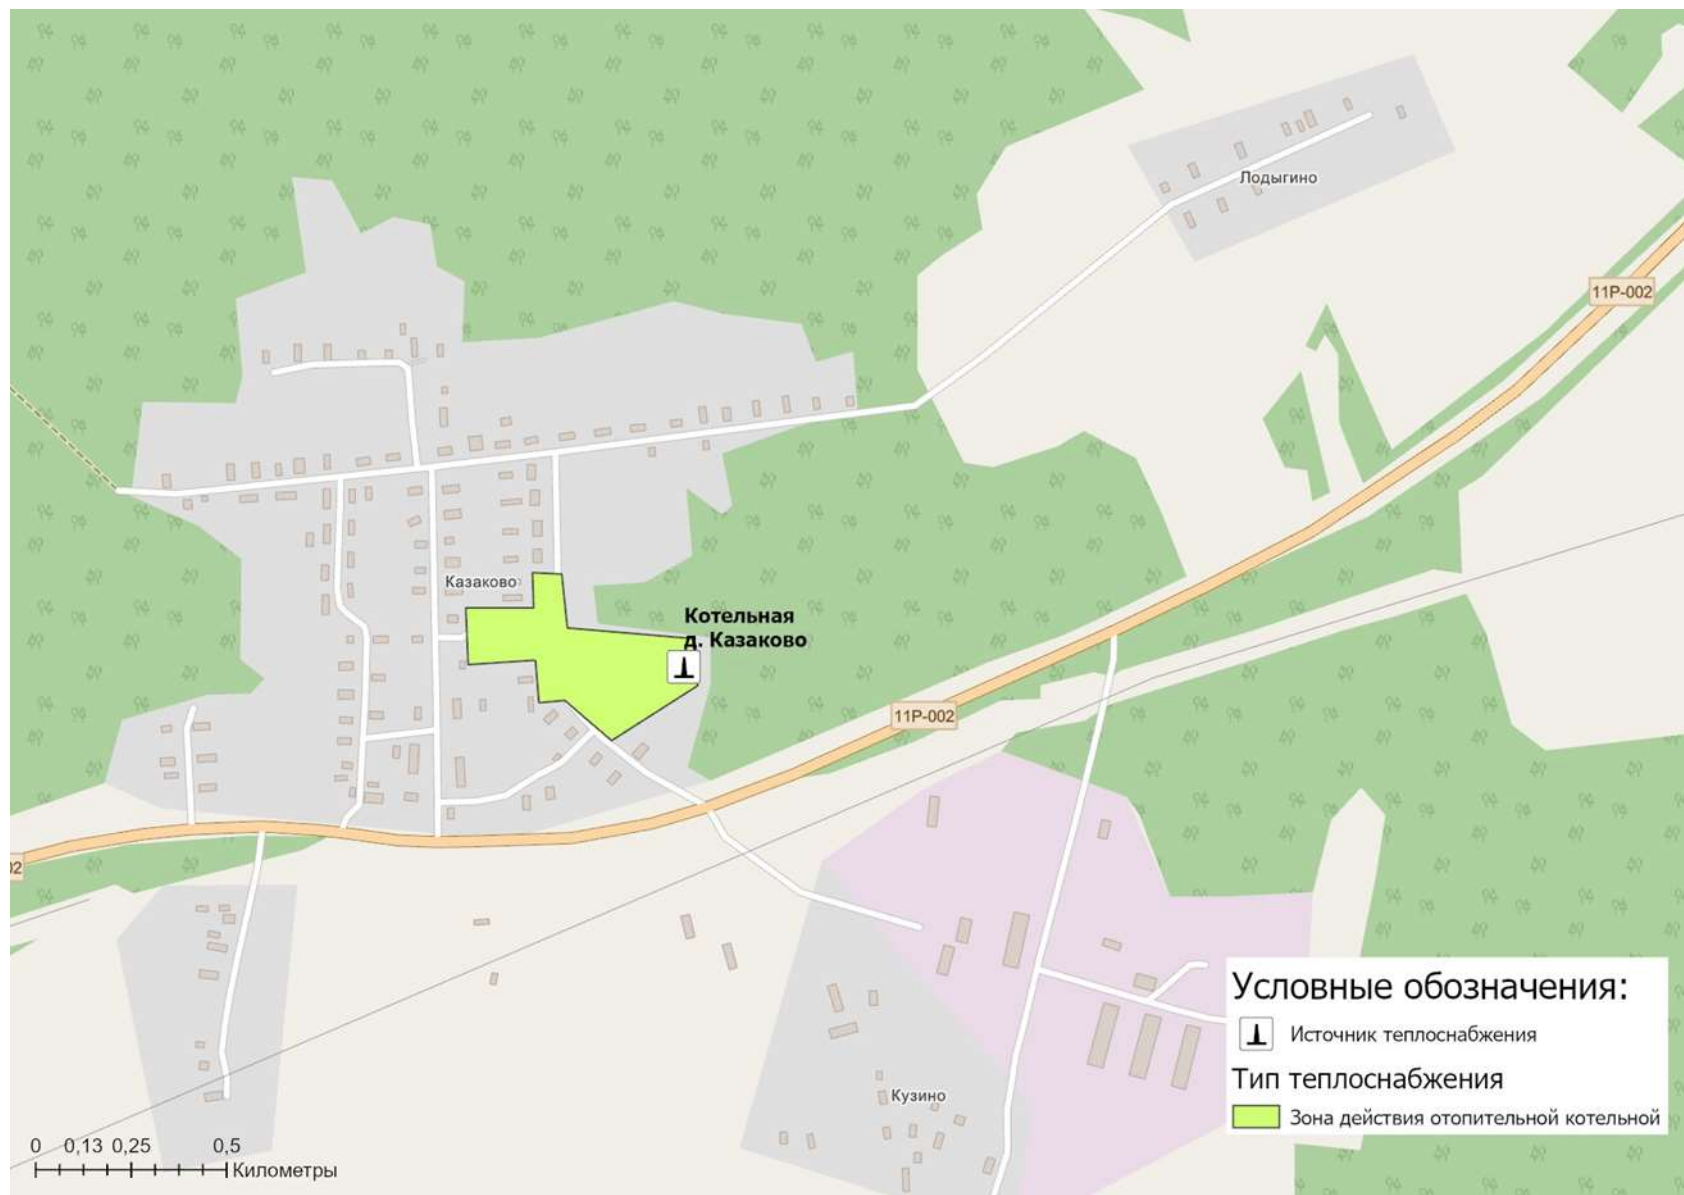 Лодыгино
11Р-002
Казаково
Котельная
д. Казаково
11Р-002
02
Условные обозначения:
Источник теплоснабжения
Тип теплоснабжения
Зона действия отопительной котельной
Кузино
0 0,13 0,25 0,5
Километры